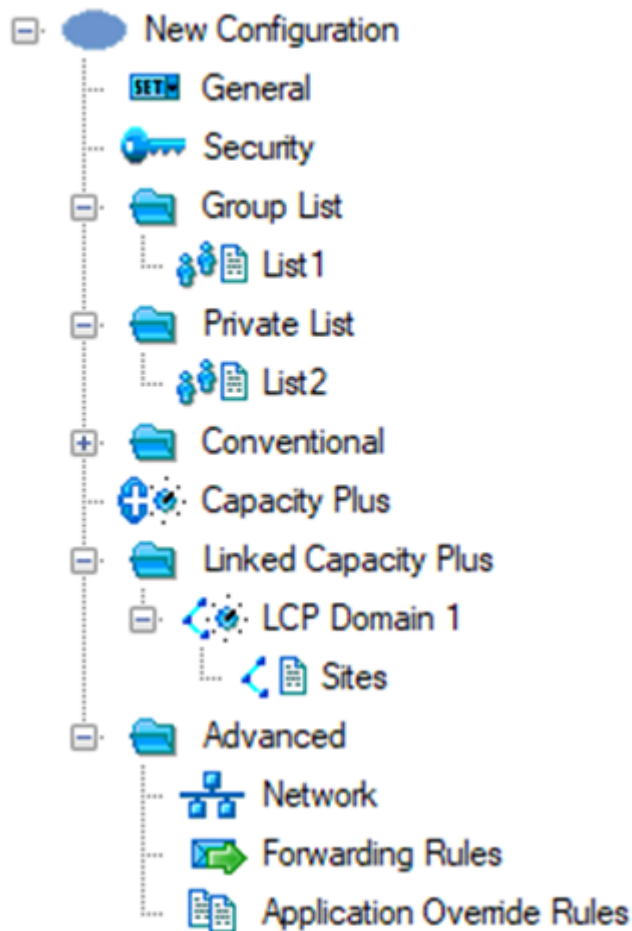 New Configuration
SET General
Security
Group List
List1
Private List
List2
Conventional
Capacity Plus
Linked Capacity Plus
LCP Domain 1
Sites
Advanced
Network
Forwarding Rules
Application Override Rules